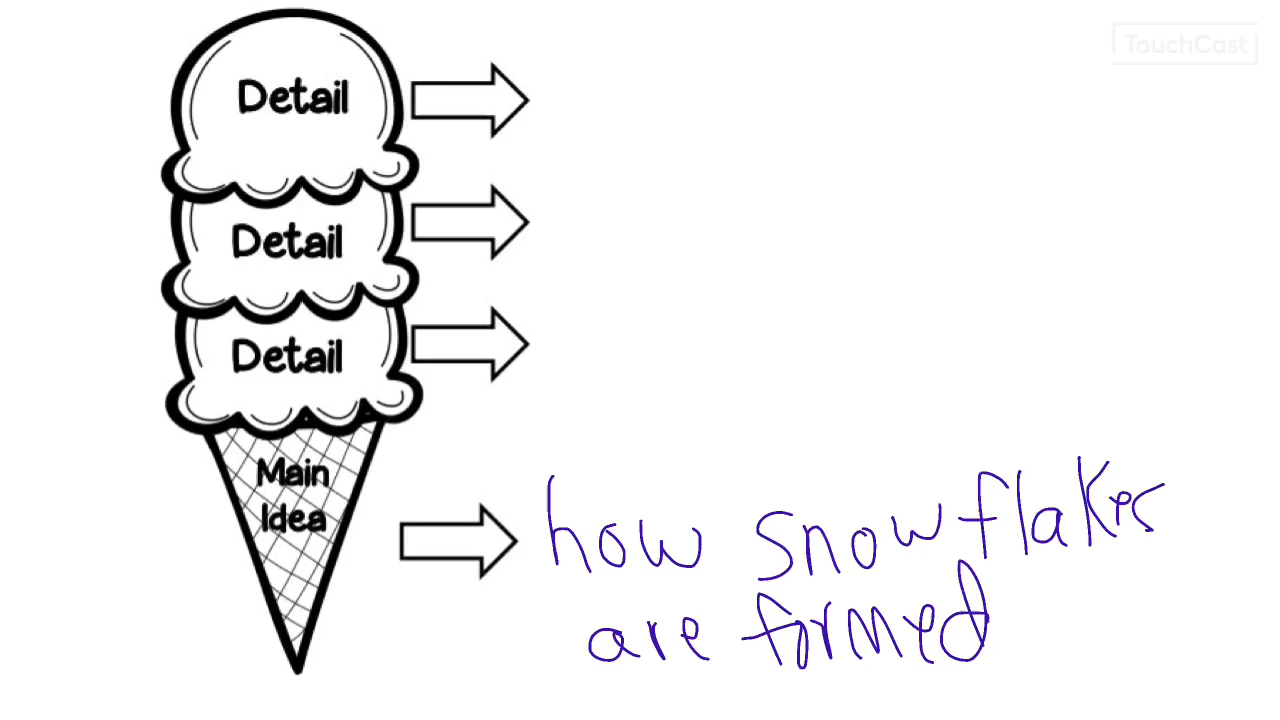 TouchCast
Detail
Detail
Detail
Main
Idea
how snowflakes
are formed